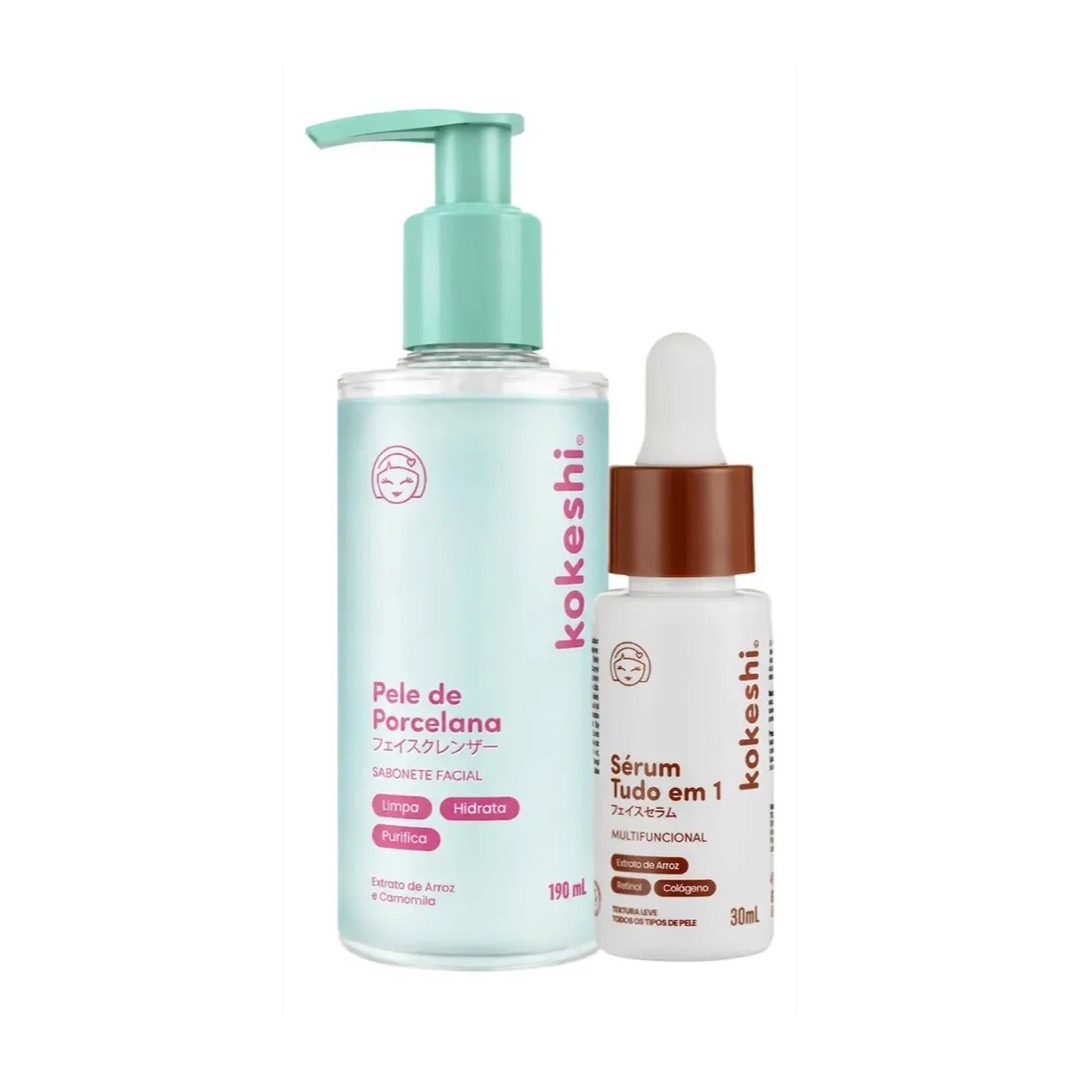 kokeshi®
Pele de
Porcelana
フェイスクレンザー
SABONETE FACIAL
Limpa Hidrata
Purifica
Extrato de Arroz
e Camomila
190 mL
kokeshi®
Sérum
Tudo em 1
フェイスセラム
MULTIFUNCIONAL
Extrato de Arroz
Retinol Colágeno
TEXTURA LEVE
TODOS OS TIPOS DE PELE
30mL